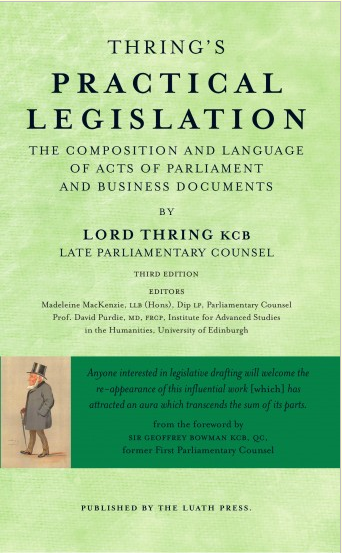 THRING'S
PRACTICAL
LEGISLATION
THE COMPOSITION AND LANGUAGE
OF ACTS OF PARLIAMENT
AND BUSINESS DOCUMENTS
BY
LORD THRING KCB
LATE PARLIAMENTARY COUNSEL
THIRD EDITION
EDITORS
Madeleine MacKenzie, LLB (Hons), Dip LP, Parliamentary Counsel
Prof. David Purdie, MD, FRCP, Institute for Advanced Studies
in the Humanities, University of Edinburgh
Anyone interested in legislative drafting will welcome the
re-appearance of this influential work [which] has
attracted an aura which transcends the sum of its parts.
from the foreword by
SIR GEOFFREY BOWMAN KCB, QC,
former First Parliamentary Counsel
PUBLISHED BY THE LUATH PRESS.